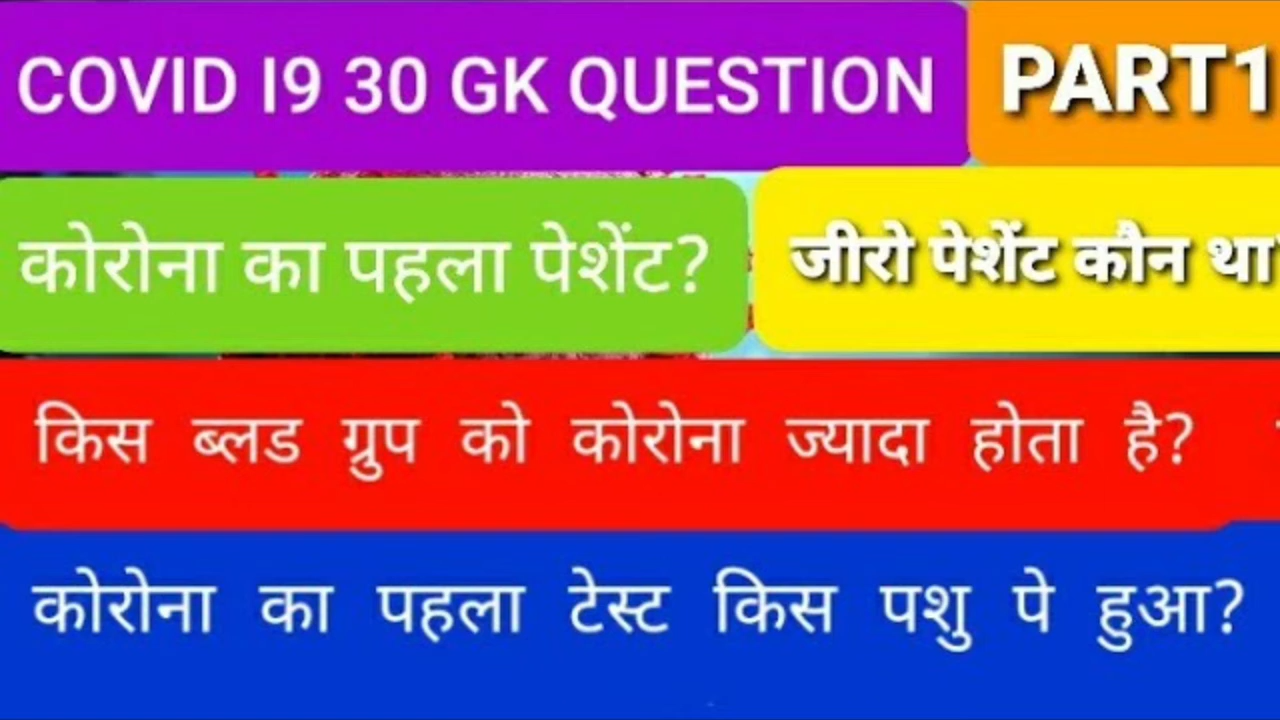 COVID I9 30 GK QUESTION PART1
कोरोना का पहला पेशेंट? जीरो पेशेंट कौन था?
किस ब्लड ग्रुप को कोरोना ज्यादा होता है?
कोरोना का पहला टेस्ट किस पशु पे हुआ?